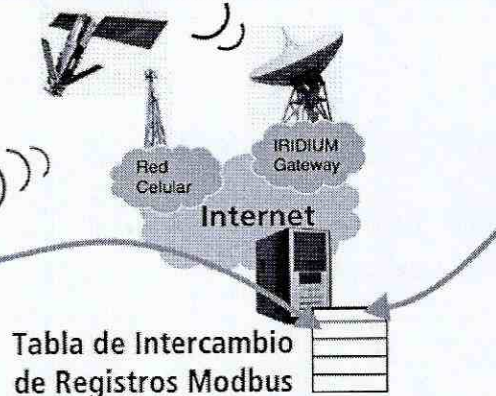 Red
Celular
IRIDIUM
Gateway
Internet
Tabla de Intercambio
de Registros Modbus